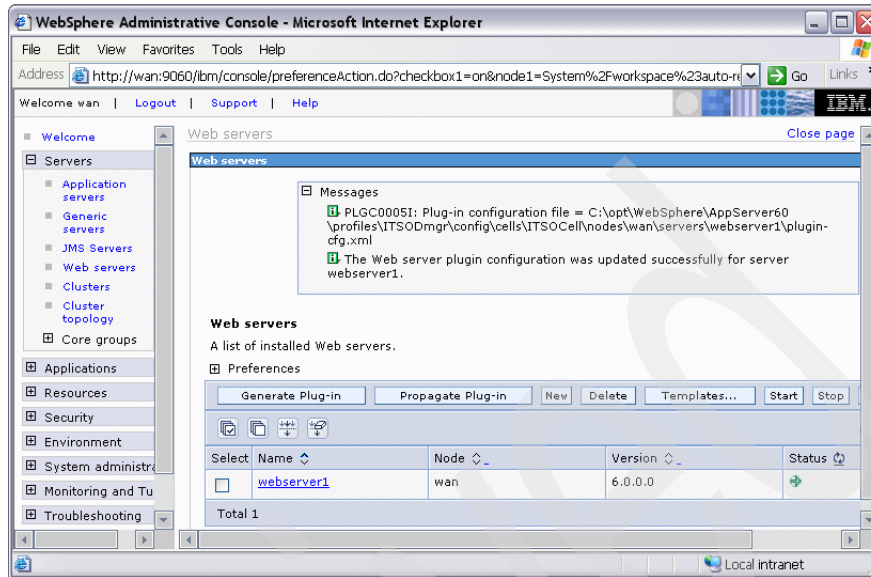 WebSphere Administrative Console - Microsoft Internet Explorer
File Edit View Favorites Tools Help
Address http://wan:9060/ibm/console/preferenceAction.do?checkbox1=on&node1=System%2Fworkspace%23auto-re Go Links
Welcome wan | Logout | Support | Help IBM.
Welcome
Servers
Application
servers
Generic
servers
JMS Servers
Web servers
Clusters
Cluster
topology
Core groups
Applications
Resources
Security
Environment
System administra
Monitoring and Tu
Troubleshooting
Web servers Close page
Web servers
Messages
PLGC0005I: Plug-in configuration file = C:\opt\WebSphere\AppServer60
\profiles\ITSODmgr\config\cells\ITSOCell\nodes\wan\servers\webserver1\plugin-
cfg.xml
The Web server plugin configuration was updated successfully for server
webserver1.
Web servers
A list of installed Web servers.
Preferences
Generate Plug-in Propagate Plug-in New Delete Templates... Start Stop
Select Name Node Version Status
webserver1 wan 6.0.0.0
Total 1
Local intranet